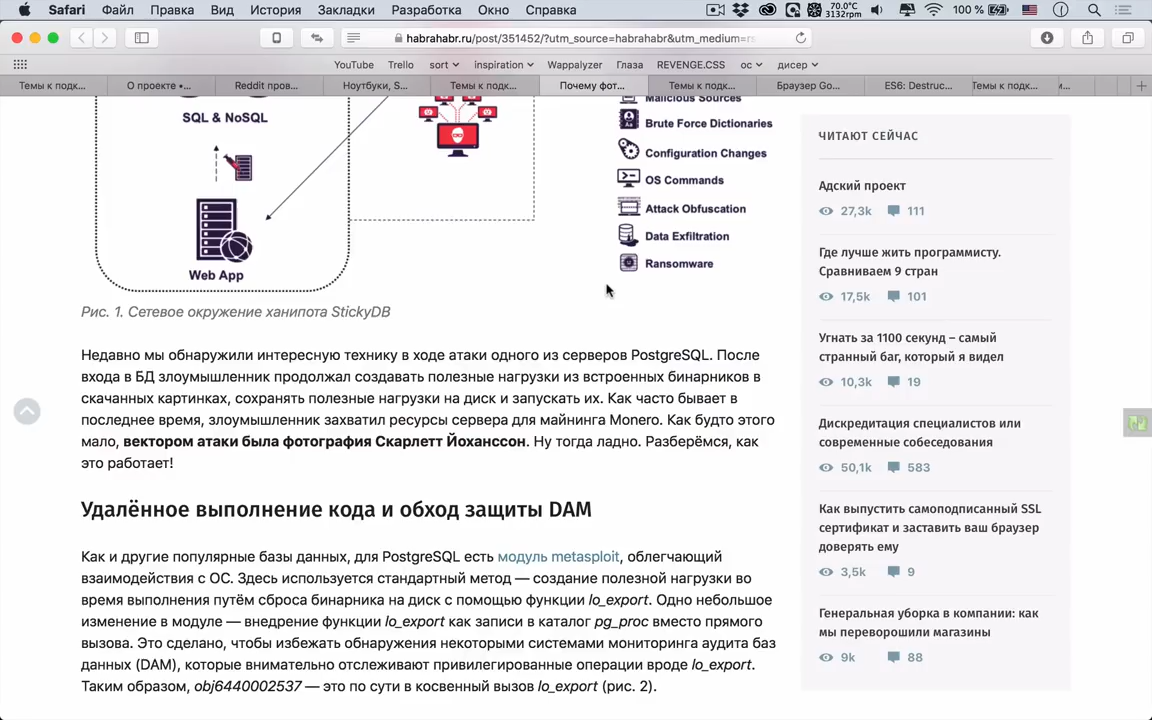 Safari Файл Правка Вид История Закладки Разработка Окно Справка 70.0°C 3132rpm 100 %
habrahabr.ru/post/351452/?utm_source=habrahabr&utm_medium=rs
YouTube Trello sort inspiration Wappalyzer Глаза REVENGE.CSS ос дисер
Темы к подк... О проекте •... Reddit пров... Ноутбуки, S... Темы к подк... Почему фот... Темы к подк... Браузер Go... ES6: Destruc... Темы к подк...
SQL & NoSQL
Web App
Malicious Sources
Brute Force Dictionaries
Configuration Changes
OS Commands
Attack Obfuscation
Data Exfiltration
Ransomware
Рис. 1. Сетевое окружение ханипота StickyDB
Недавно мы обнаружили интересную технику в ходе атаки одного из серверов PostgreSQL. После
входа в БД злоумышленник продолжал создавать полезные нагрузки из встроенных бинарников в
скачанных картинках, сохранять полезные нагрузки на диск и запускать их. Как часто бывает в
последнее время, злоумышленник захватил ресурсы сервера для майнинга Monero. Как будто этого
мало, вектором атаки была фотография Скарлетт Йоханссон. Ну тогда ладно. Разберёмся, как
это работает!
Удалённое выполнение кода и обход защиты DAM
Как и другие популярные базы данных, для PostgreSQL есть модуль metasploit, облегчающий
взаимодействия с ОС. Здесь используется стандартный метод — создание полезной нагрузки во
время выполнения путём сброса бинарника на диск с помощью функции lo_export. Одно небольшое
изменение в модуле — внедрение функции lo_export как записи в каталог pg_proc вместо прямого
вызова. Это сделано, чтобы избежать обнаружения некоторыми системами мониторинга аудита баз
данных (DAM), которые внимательно отслеживают привилегированные операции вроде lo_export.
Таким образом, obj6440002537 — это по сути в косвенный вызов lo_export (рис. 2).
ЧИТАЮТ СЕЙЧАС
Адский проект
27,3k 111
Где лучше жить программисту.
Сравниваем 9 стран
17,5k 101
Угнать за 1100 секунд – самый
странный баг, который я видел
10,3k 19
Дискредитация специалистов или
современные собеседования
50,1k 583
Как выпустить самоподписанный SSL
сертификат и заставить ваш браузер
доверять ему
3,5k 9
Генеральная уборка в компании: как
мы переворошили магазины
9k 88